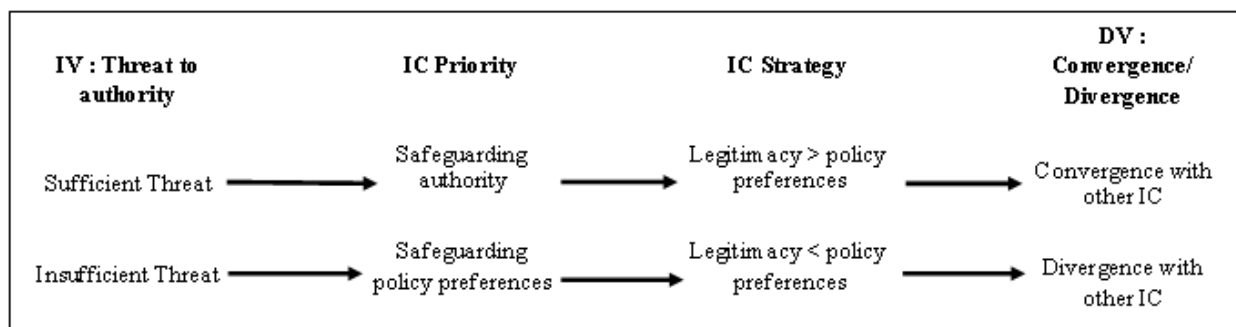 IV : Threat to
authority
IC Priority
IC Strategy
DV :
Convergence/
Divergence
Sufficient Threat
Safeguarding
authority
Legitimacy > policy
preferences
Convergence with
other IC
Insufficient Threat
Safeguarding
policy preferences
Legitimacy < policy
preferences
Divergence with
other IC